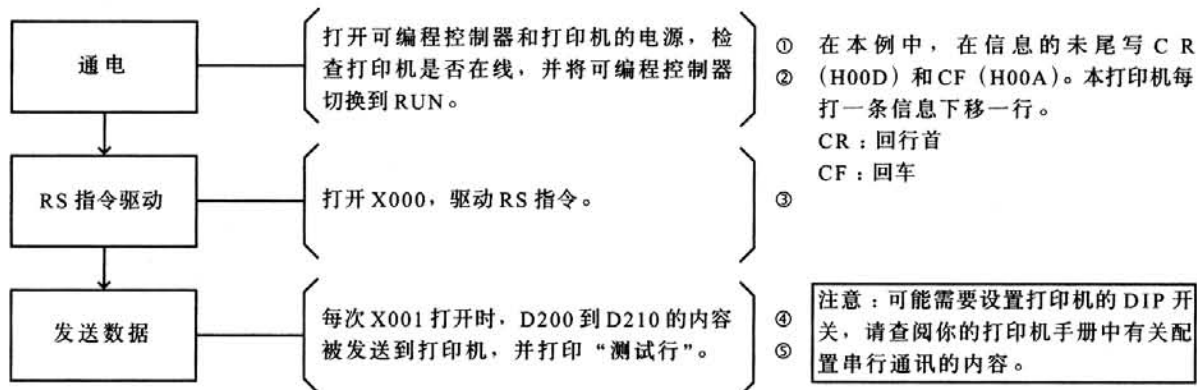 通电
打开可编程控制器和打印机的电源，检
查打印机是否在线，并将可编程控制器
切换到RUN。
①
②
在本例中，在信息的未尾写CR
（H00D）和CF（H00A）。本打印机每
打一条信息下移一行。
CR：回行首
CF：回车
RS指令驱动
打开X000，驱动RS指令。
③
发送数据
每次X001打开时，D200到D210的内容
被发送到打印机，并打印“测试行”。
④
⑤
注意：可能需要设置打印机的DIP开
关，请查阅你的打印机手册中有关配
置串行通讯的内容。